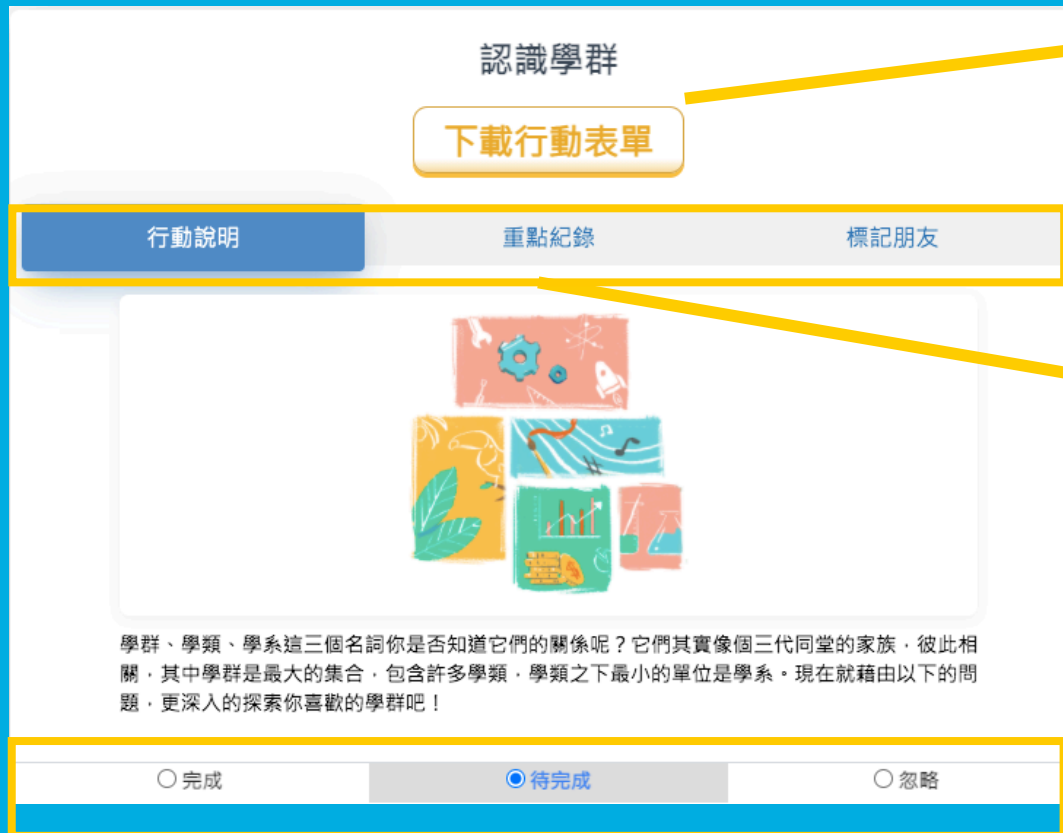 認識學群
下載行動表單
行動說明 重點紀錄 標記朋友
學群、學類、學系這三個名詞你是否知道它們的關係呢？它們其實像個三代同堂的家族，彼此相
關，其中學群是最大的集合，包含許多學類，學類之下最小的單位是學系。現在就藉由以下的問
題，更深入的探索你喜歡的學群吧！
完成 待完成 忽略